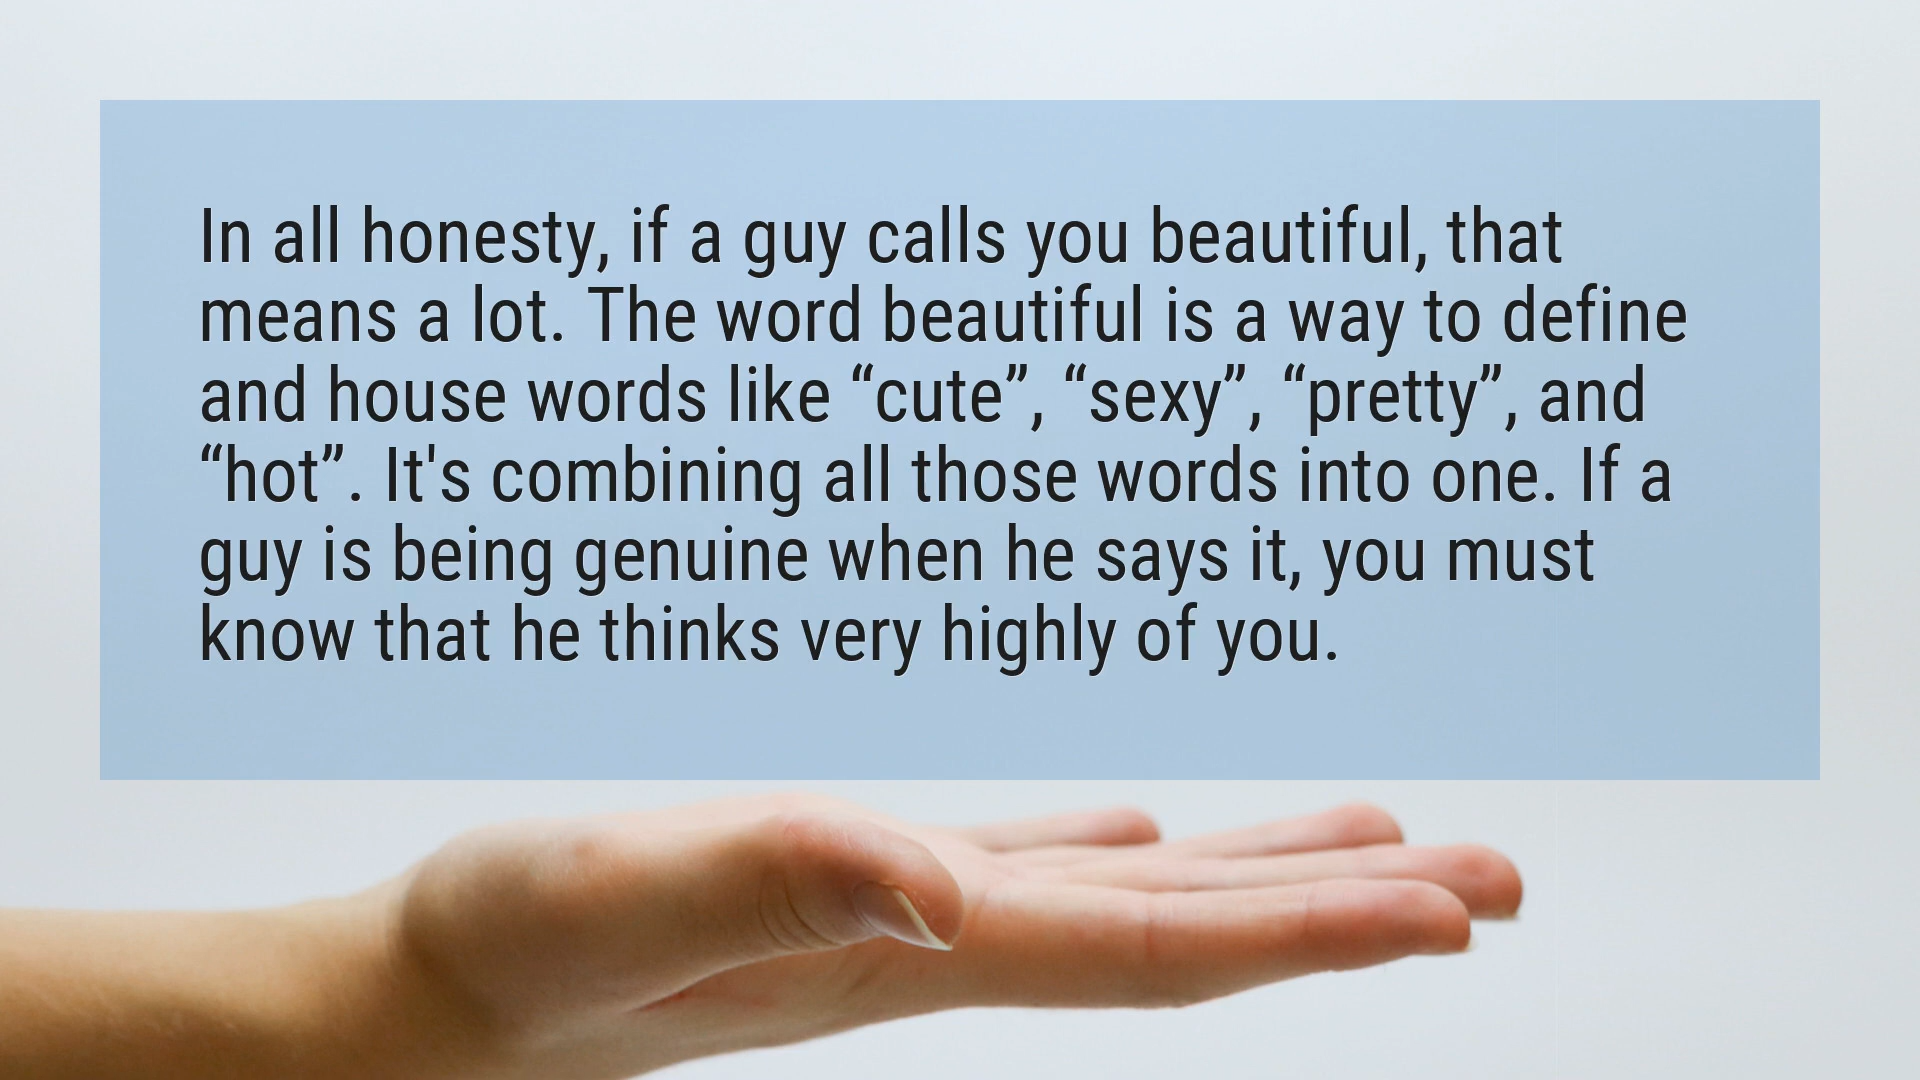 In all honesty, if a guy calls you beautiful, that
means a lot. The word beautiful is a way to define
and house words like “cute”, “sexy”, “pretty”, and
“hot”. It's combining all those words into one. If a
guy is being genuine when he says it, you must
know that he thinks very highly of you.